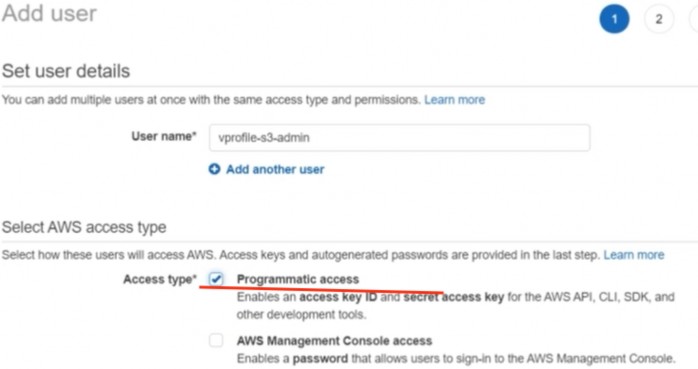 Add user
1 2
Set user details
You can add multiple users at once with the same access type and permissions. Learn more
User name* vprofile-s3-admin
Add another user
Select AWS access type
Select how these users will access AWS. Access keys and autogenerated passwords are provided in the last step. Learn more
Access type* Programmatic access
Enables an access key ID and secret access key for the AWS API, CLI, SDK, and
other development tools.
AWS Management Console access
Enables a password that allows users to sign-in to the AWS Management Console.